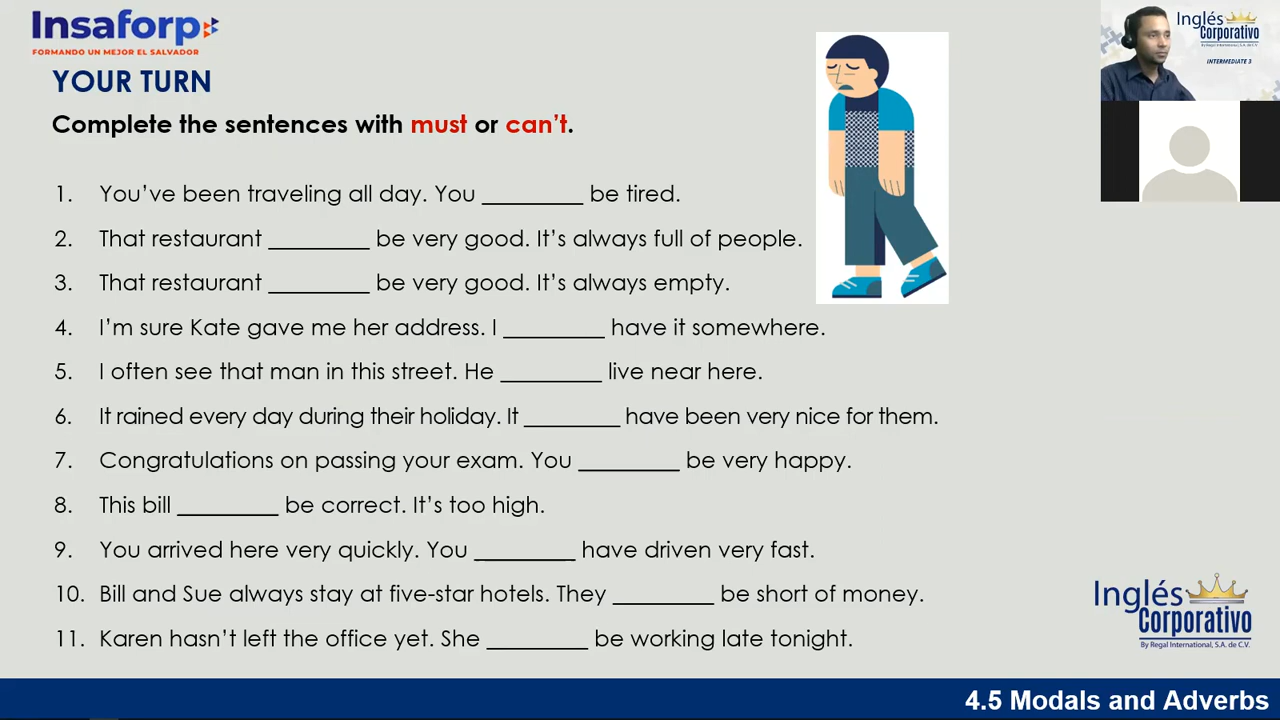 Insaforp
FORMANDO UN MEJOR EL SALVADOR
YOUR TURN
Complete the sentences with must or can't.
1. You've been traveling all day. You _________ be tired.
2. That restaurant _________ be very good. It's always full of people.
3. That restaurant _________ be very good. It's always empty.
4. I'm sure Kate gave me her address. I _________ have it somewhere.
5. I often see that man in this street. He _________ live near here.
6. It rained every day during their holiday. It _________ have been very nice for them.
7. Congratulations on passing your exam. You _________ be very happy.
8. This bill _________ be correct. It's too high.
9. You arrived here very quickly. You _________ have driven very fast.
10. Bill and Sue always stay at five-star hotels. They _________ be short of money.
11. Karen hasn't left the office yet. She _________ be working late tonight.
Inglés
Corporativo
By Regal International, S.A. de C.V.
INTERMEDIATE 3
Inglés
Corporativo
By Regal International, S.A. de C.V.
4.5 Modals and Adverbs